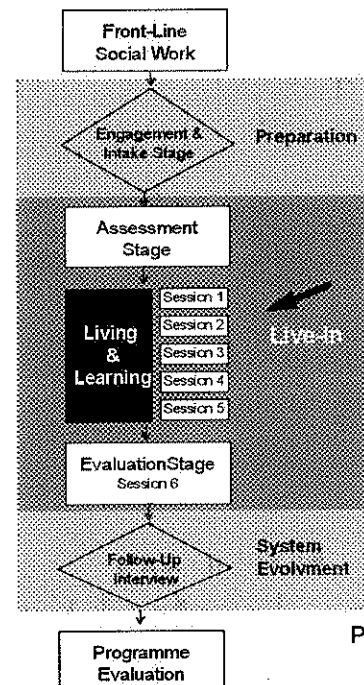 Front-Line
Social Work
Engagement &
Intake Stage
Preparation
Assessment
Stage
Living
&
Learning
Session 1
Session 2
Session 3
Session 4
Session 5
Live-in
EvaluationStage
Session 6
Follow-Up
Interview
System
Evolvment
P
Programme
Evaluation